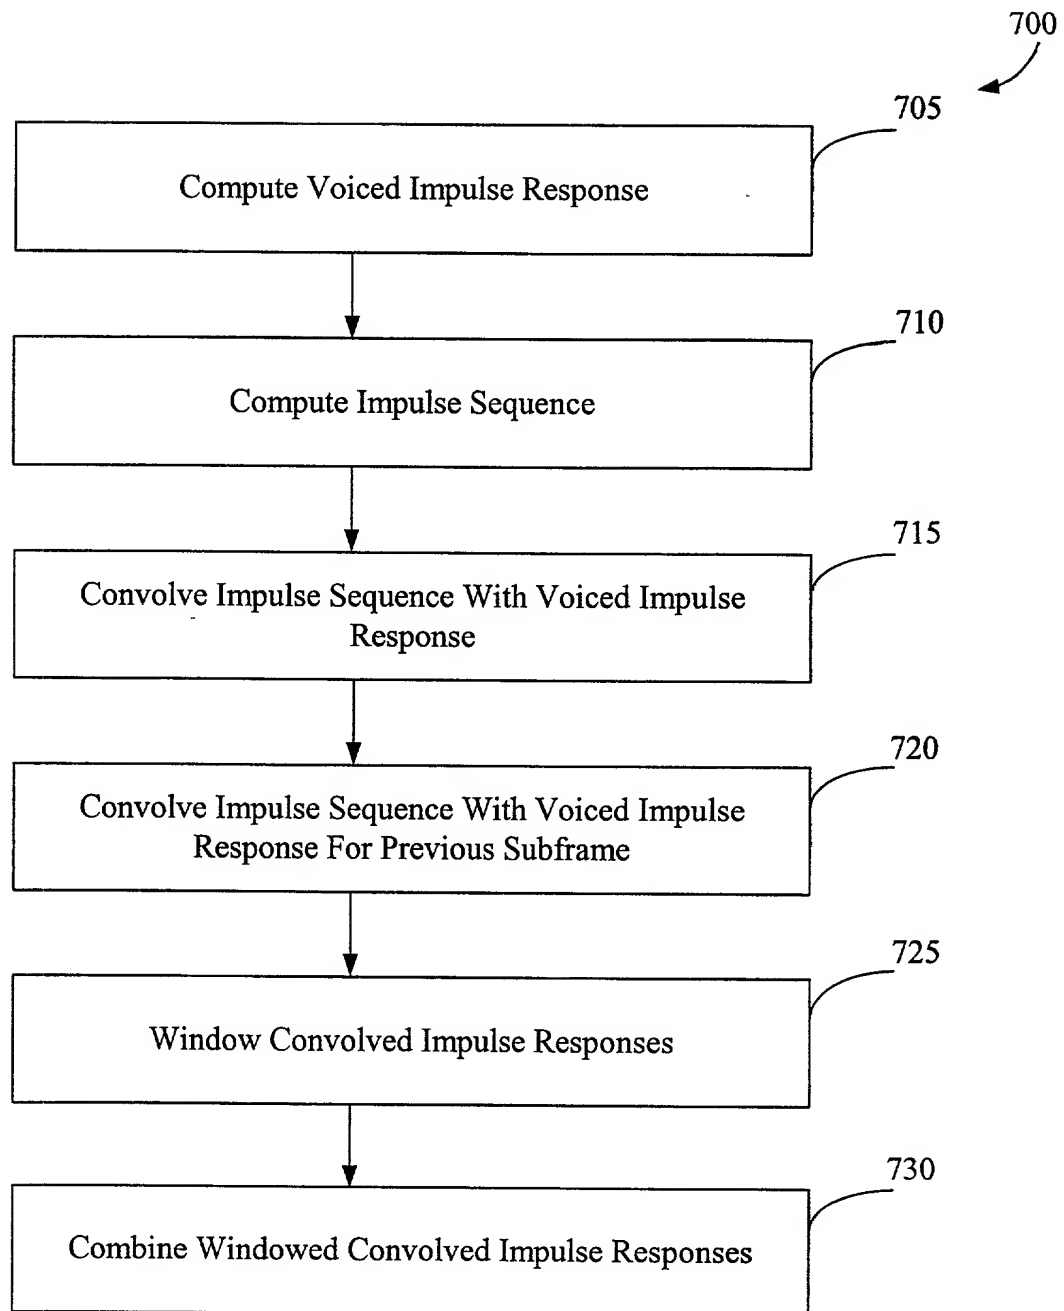 700
705
Compute Voiced Impulse Response
710
Compute Impulse Sequence
715
Convolve Impulse Sequence With Voiced Impulse
Response
720
Convolve Impulse Sequence With Voiced Impulse
Response For Previous Subframe
725
Window Convolved Impulse Responses
730
Combine Windowed Convolved Impulse Responses